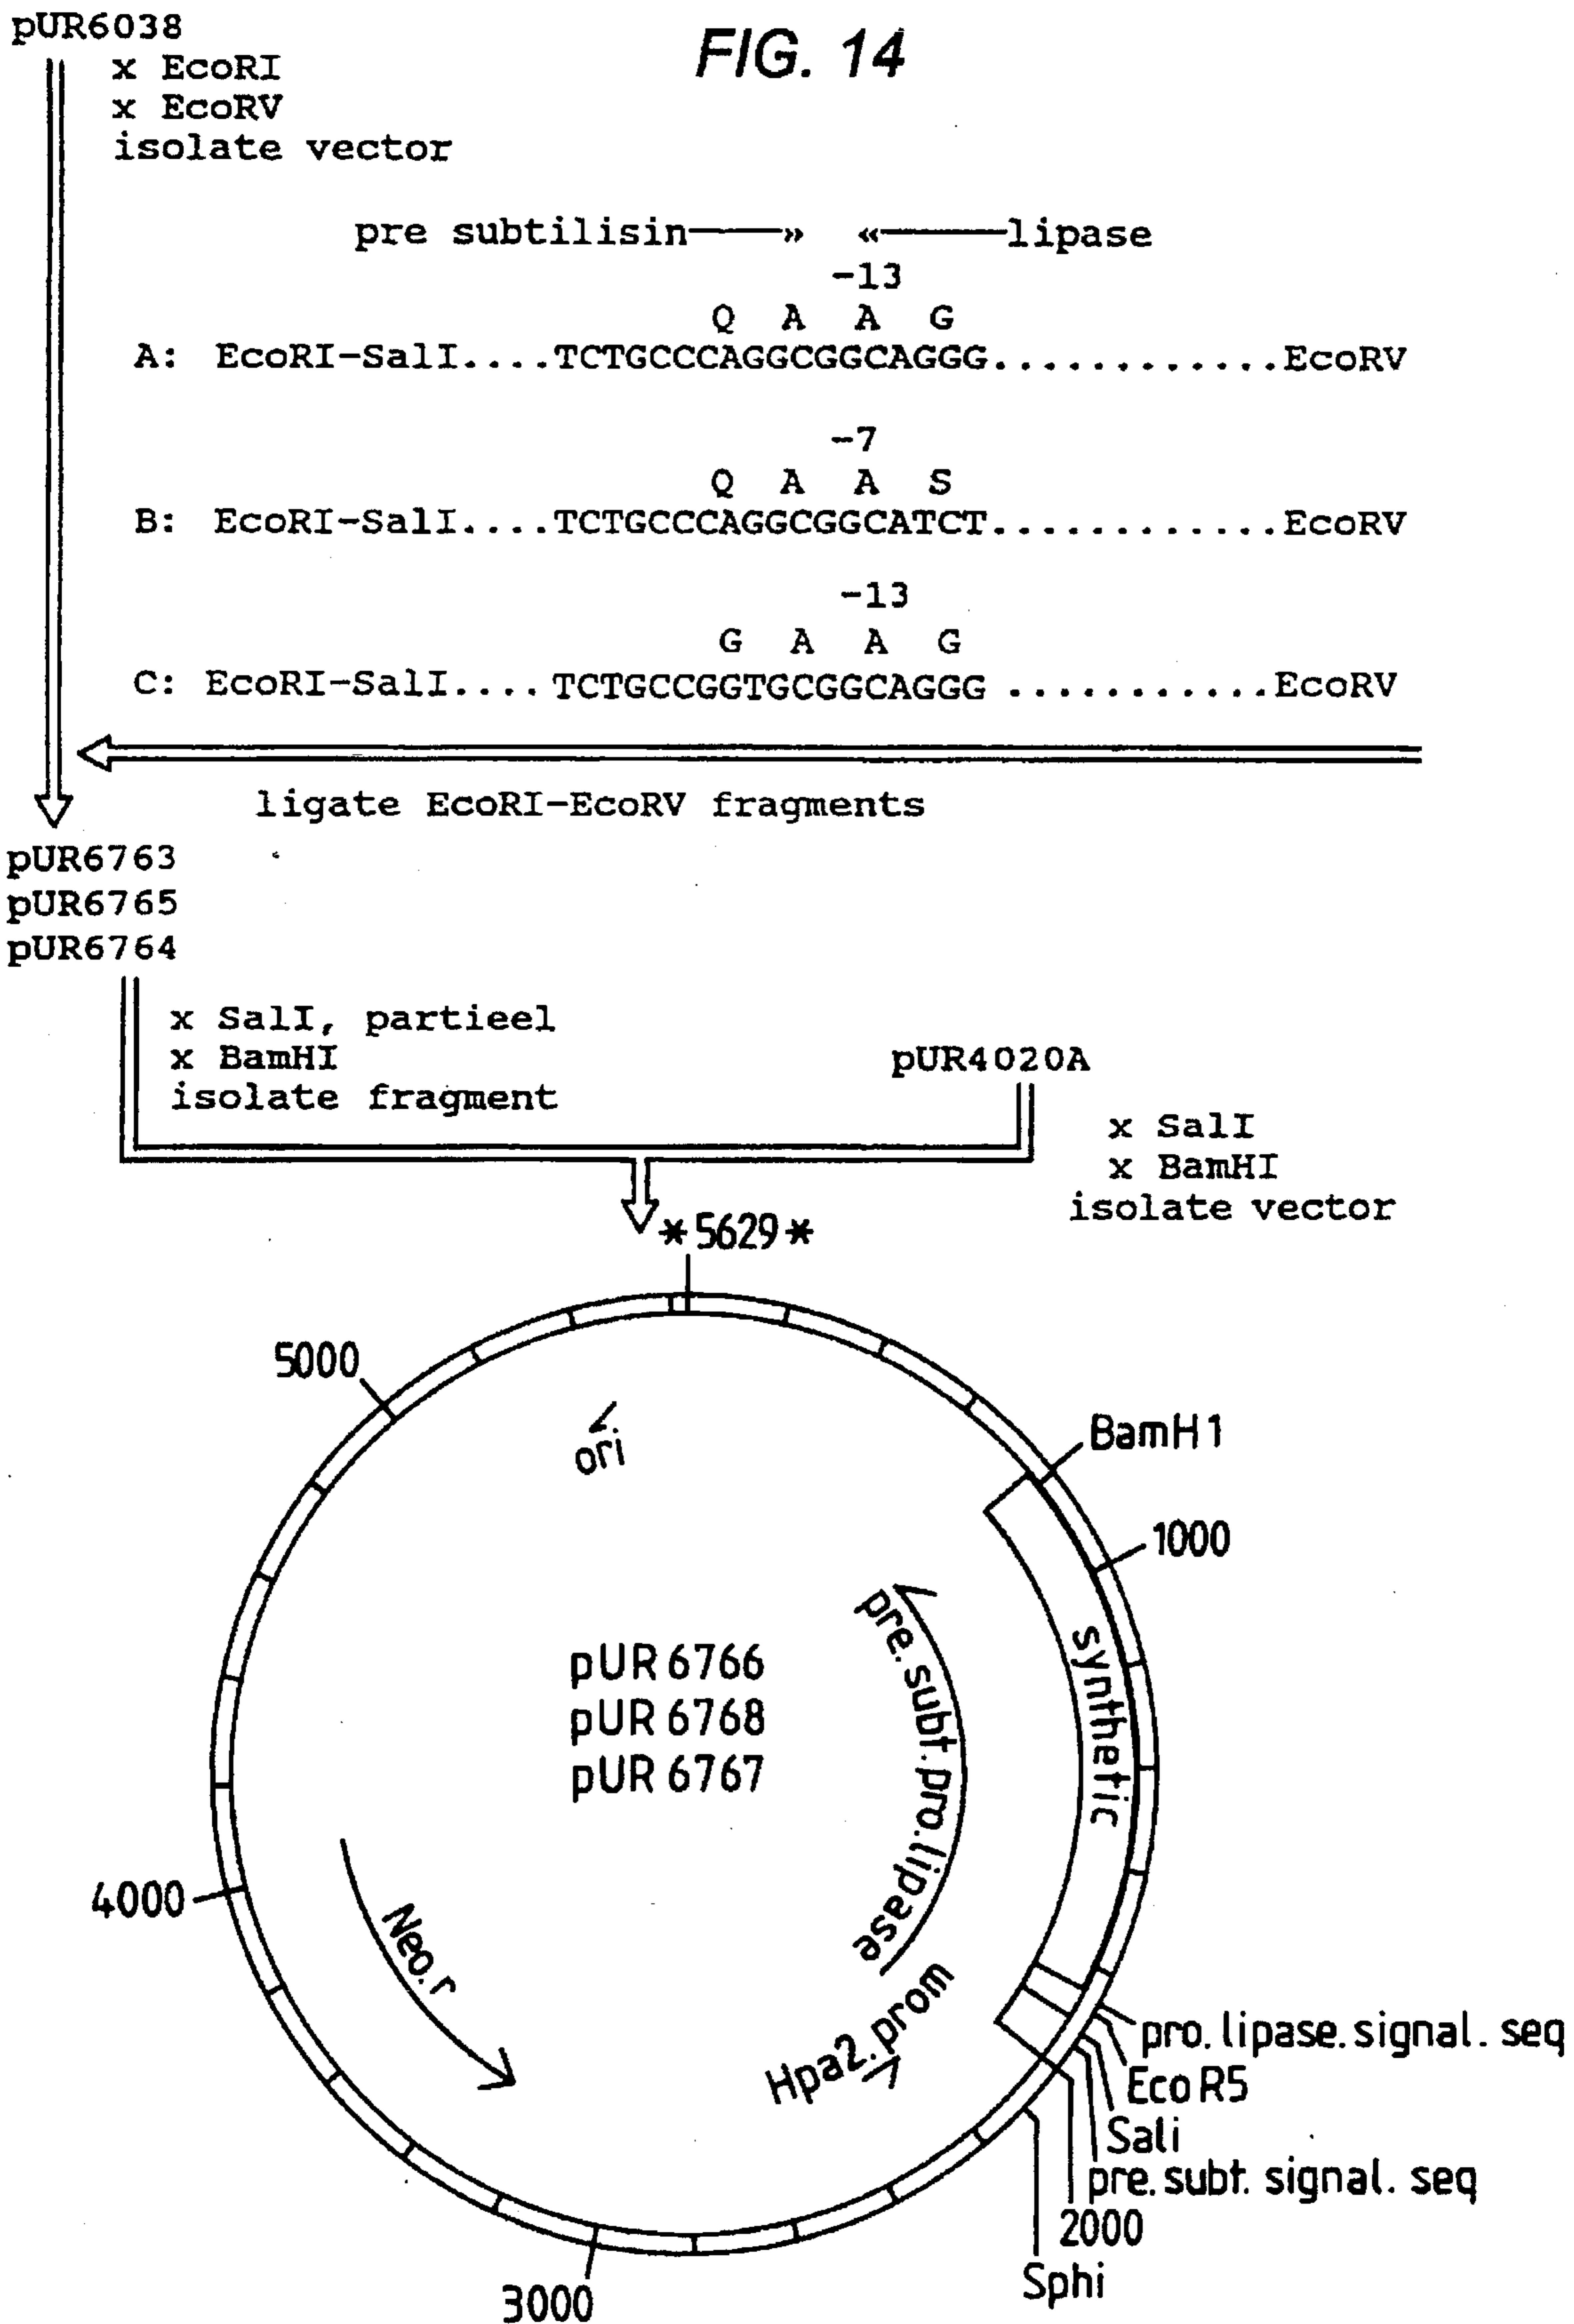 FIG. 14
pUR6038
x EcoRI
x EcoRV
isolate vector
pre subtilisin——» «——lipase
-13
Q A A G
A: EcoRI-SalI....TCTGCCCAGGCGGCAGGG............EcoRV
-7
Q A A S
B: EcoRI-SalI....TCTGCCCAGGCGGCATCT............EcoRV
-13
G A A G
C: EcoRI-SalI.... TCTGCCGGTGCGGCAGGG ...........EcoRV
ligate EcoRI-EcoRV fragments
pUR6763
pUR6765
pUR6764
x SalI, partieel
x BamHI
isolate fragment
pUR4020A
x SalI
x BamHI
isolate vector
*5629*
5000
ori
BamH1
1000
synthetic
pre.subt.pro.lipase
pUR 6766
pUR 6768
pUR 6767
4000
Neo.r
Hpa2.prom
pro.lipase.signal.seq
EcoR5
Sali
pre.subt.signal.seq
2000
Sphi
3000